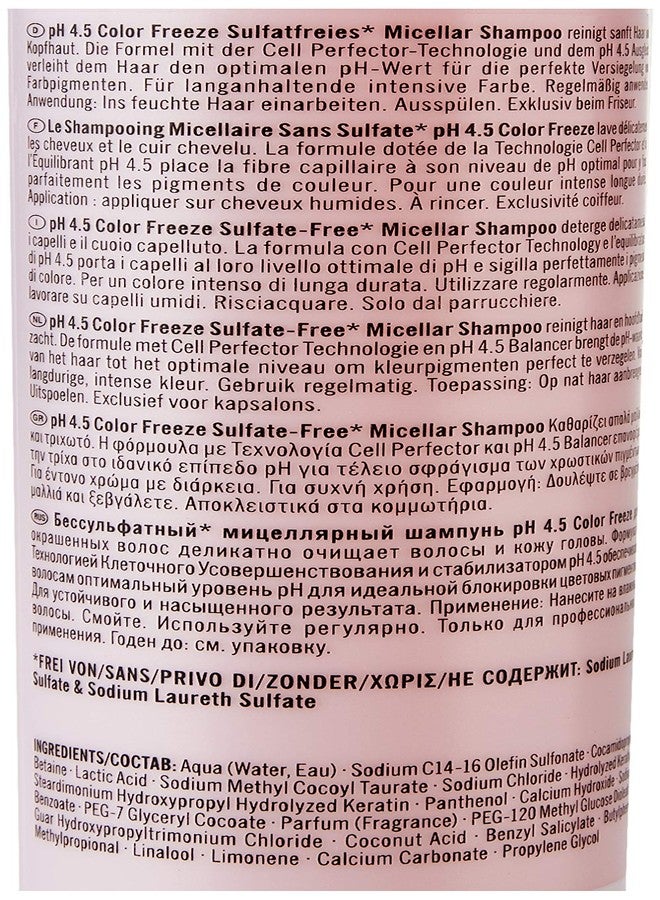 D pH 4.5 Color Freeze Sulfatfreies* Micellar Shampoo reinigt sanft Haar
Kopfhaut. Die Formel mit der Cell Perfector-Technologie und dem pH 4.5
verleiht dem Haar den optimalen pH-Wert für die perfekte Versiegelung
Farbpigmenten. Für langanhaltende intensive Farbe. Regelmäßig
Anwendung: Ins feuchte Haar einarbeiten. Ausspülen. Exklusiv beim Friseur.
F Le Shampooing Micellaire Sans Sulfate* pH 4.5 Color Freeze lave
les cheveux et le cuir chevelu. La formule dotée de la Technologie Cell Perfector et
l'Equilibrant pH 4.5 place la fibre capillaire à son niveau de pH optimal pour y
parfaitement les pigments de couleur. Pour une couleur intense longue
Application : appliquer sur cheveux humides. À rincer. Exclusivité coiffeur.
I pH 4.5 Color Freeze Sulfate-Free* Micellar Shampoo deterge
i capelli e il cuoio capelluto. La formula con Cell Perfector Technology e
di pH 4.5 porta i capelli al loro livello ottimale di pH e sigilla perfettamente i
di colore. Per un colore intenso di lunga durata. Utilizzare regolarmente.
lavorare su capelli umidi. Risciacquare. Solo dal parrucchiere.
NL pH 4.5 Color Freeze Sulfate-Free* Micellar Shampoo reinigt haar en
zacht. De formule met Cell Perfector Technologie en pH 4.5 Balancer brengt de
van het haar tot het optimale niveau om kleurpigmenten perfect te verzegelen.
langdurige, intense kleur. Gebruik regelmatig. Toepassing: Op nat haar
Uitspoelen. Exclusief voor kapsalons.
GR pH 4.5 Color Freeze Sulfate-Free* Micellar Shampoo Καθαρίζει απαλά
και τριχωτό. Η φόρμουλα με Τεχνολογία Cell Perfector και pH 4.5 Balancer
την τρίχα στο ιδανικό επίπεδο pH για τέλειο σφράγισμα των χρωστικών
Για έντονο χρώμα με διάρκεια. Για συχνή χρήση. Εφαρμογή: Δουλέψτε σε
μαλλιά και ξεβγάλετε. Αποκλειστικά στα κομμωτήρια.
RUS Бессульфатный* мицеллярный шампунь pH 4.5 Color Freeze
окрашенных волос деликатно очищает волосы и кожу головы.
Технологией Клеточного Усовершенствования и стабилизатором pH 4.5
волосам оптимальный уровень pH для идеальной блокировки цветовых
Для устойчивого и насыщенного результата. Применение: Нанесите на
волосы. Смойте. Используйте регулярно. Только для
применения. Годен до: см. упаковку.
*FREI VON/SANS/PRIVO DI/ZONDER/ΧΩΡΙΣ/НЕ СОДЕРЖИТ: Sodium
Sulfate & Sodium Laureth Sulfate
INGREDIENTS/СОСТАВ: Aqua (Water, Eau) · Sodium C14-16 Olefin Sulfonate ·
Betaine · Lactic Acid · Sodium Methyl Cocoyl Taurate · Sodium Chloride · Hydrolyzed
Steardimonium Hydroxypropyl Hydrolyzed Keratin · Panthenol · Calcium Hydroxide ·
Benzoate · PEG-7 Glyceryl Cocoate · Parfum (Fragrance) · PEG-120 Methyl Glucose
Guar Hydroxypropyltrimonium Chloride · Coconut Acid · Benzyl Salicylate ·
Methylpropional · Linalool · Limonene · Calcium Carbonate · Propylene Glycol